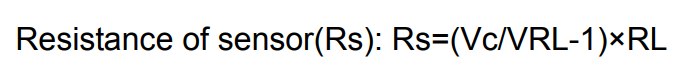 Resistance of sensor(Rs): Rs=(Vc/VRL-1)×RL